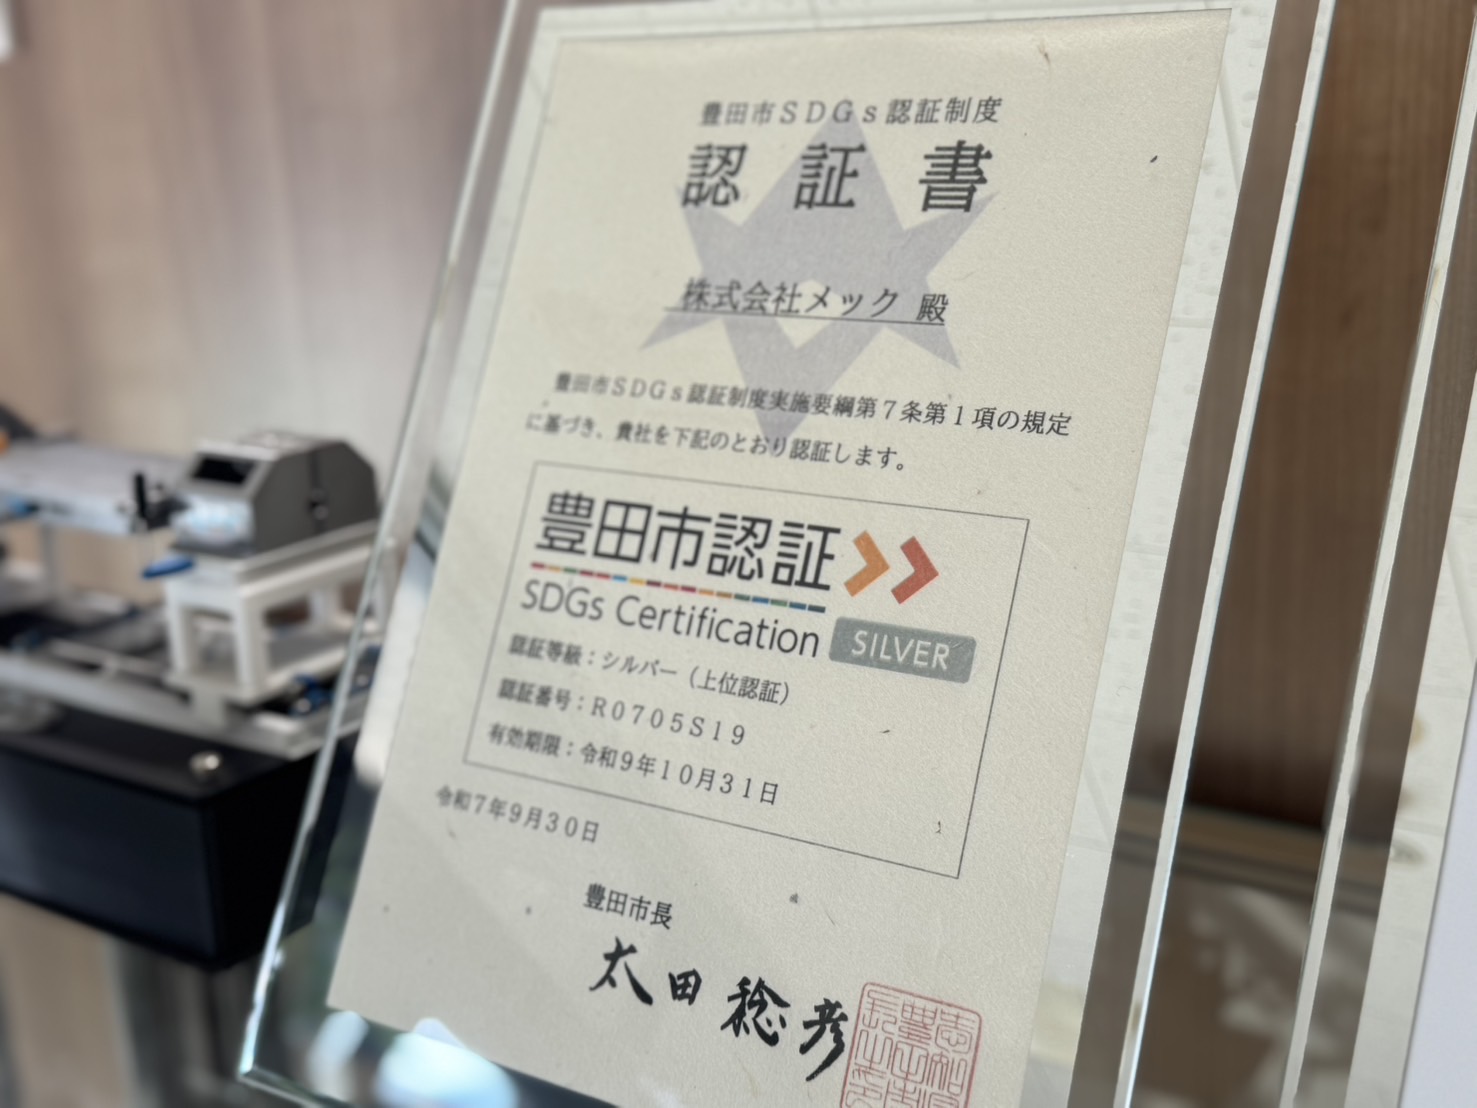 豊田市SDGs認証制度
認証書
株式会社メック 殿
豊田市SDGs認証制度実施要綱第7条第1項の規定
に基づき、貴社を下記のとおり認証します。
豊田市認証
SDGs Certification SILVER
認証等級：シルバー（上位認証）
認証番号：R0705S19
有効期限：令和9年10月31日
令和7年9月30日
豊田市長
太田稔彦